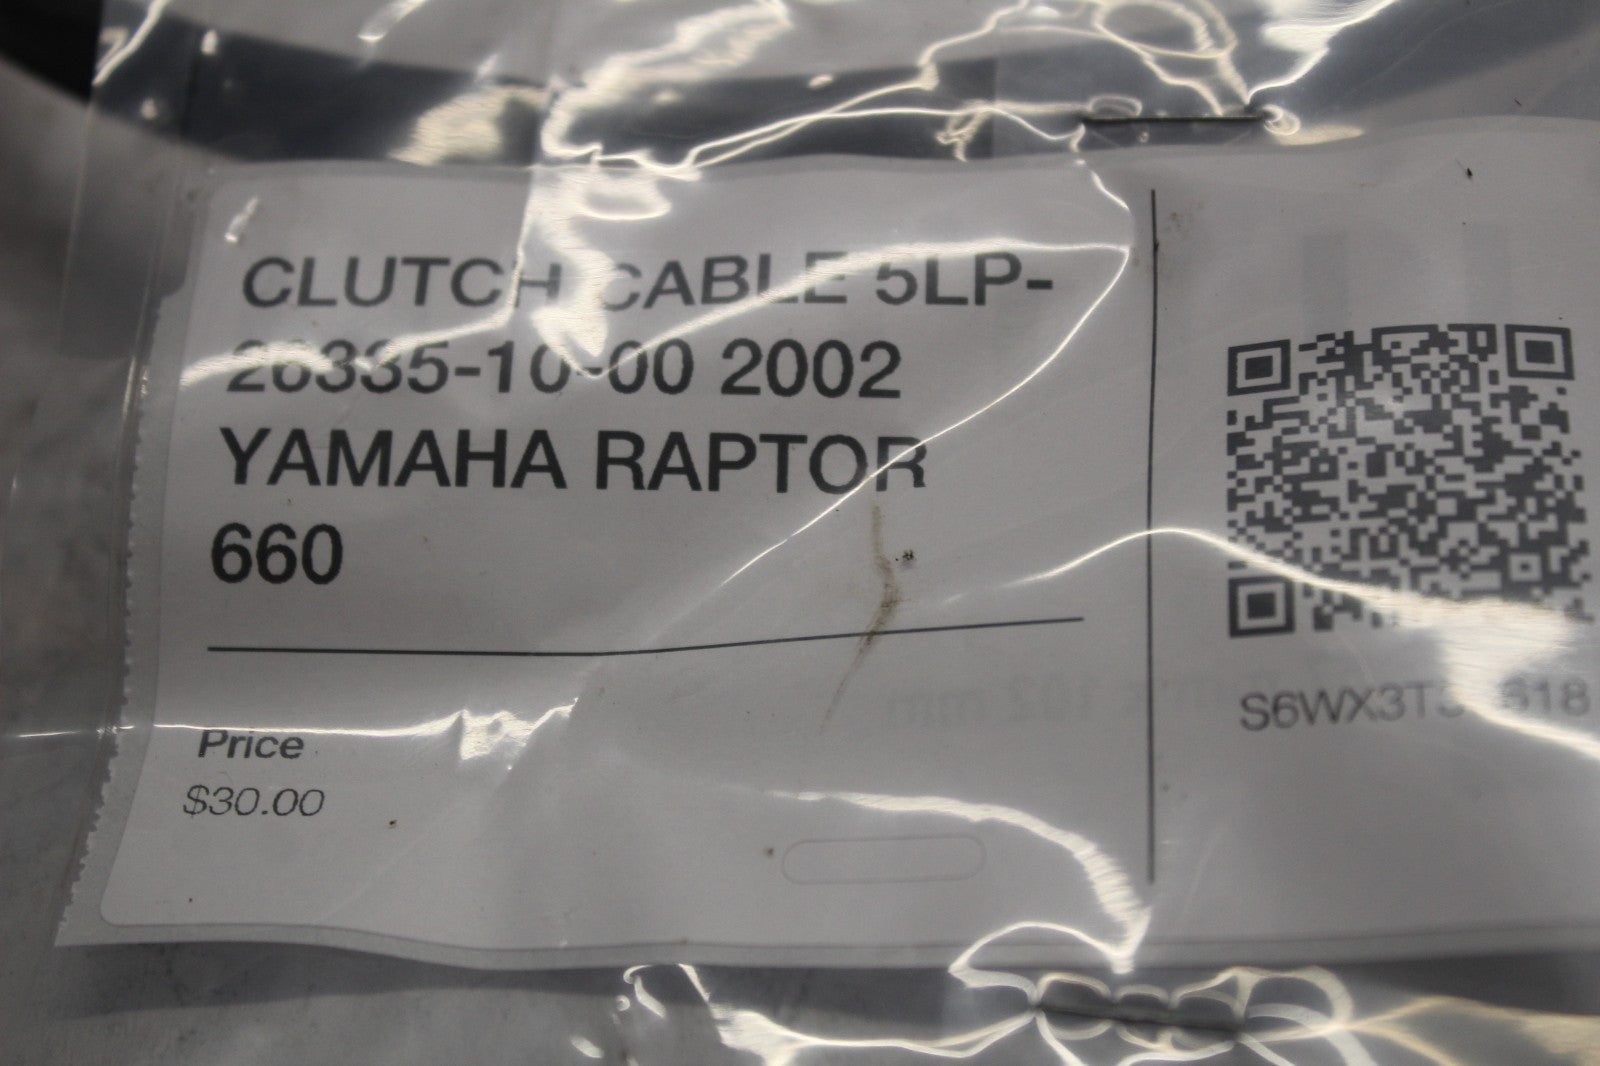 CLUTCH CABLE 5LP-
26335-10-00 2002
YAMAHA RAPTOR
660
Price
$30.00